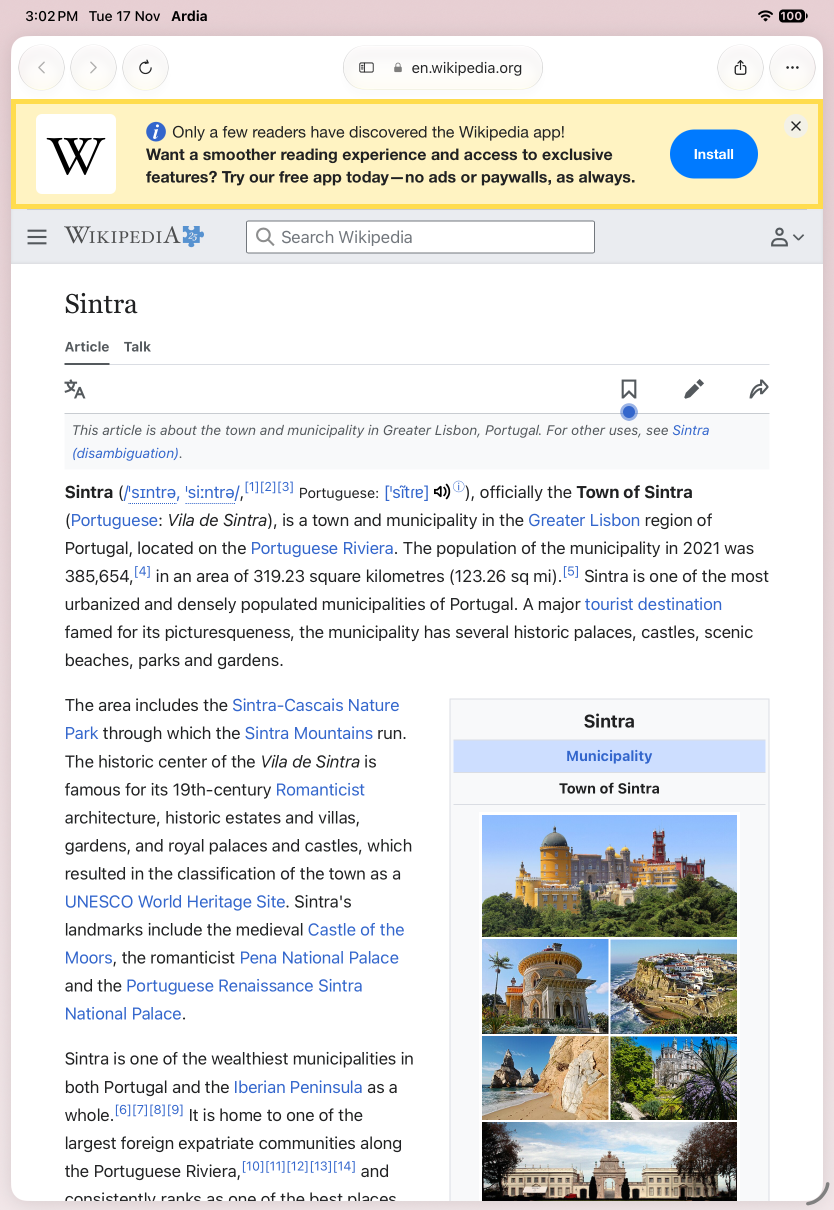 3:02 PM Tue 17 Nov Ardia 100
en.wikipedia.org
W
Only a few readers have discovered the Wikipedia app!
Want a smoother reading experience and access to exclusive
features? Try our free app today—no ads or paywalls, as always.
Install
WIKIPEDIA 25
Search Wikipedia
Sintra
Article Talk
This article is about the town and municipality in Greater Lisbon, Portugal. For other uses, see Sintra
(disambiguation).
Sintra (/ˈsɪntrə, ˈsiːntrə/,[1][2][3] Portuguese: [ˈsĩtɾɐ] ⓘ), officially the Town of Sintra
(Portuguese: Vila de Sintra), is a town and municipality in the Greater Lisbon region of
Portugal, located on the Portuguese Riviera. The population of the municipality in 2021 was
385,654,[4] in an area of 319.23 square kilometres (123.26 sq mi).[5] Sintra is one of the most
urbanized and densely populated municipalities of Portugal. A major tourist destination
famed for its picturesqueness, the municipality has several historic palaces, castles, scenic
beaches, parks and gardens.
The area includes the Sintra-Cascais Nature
Park through which the Sintra Mountains run.
The historic center of the Vila de Sintra is
famous for its 19th-century Romanticist
architecture, historic estates and villas,
gardens, and royal palaces and castles, which
resulted in the classification of the town as a
UNESCO World Heritage Site. Sintra's
landmarks include the medieval Castle of the
Moors, the romanticist Pena National Palace
and the Portuguese Renaissance Sintra
National Palace.
Sintra is one of the wealthiest municipalities in
both Portugal and the Iberian Peninsula as a
whole.[6][7][8][9] It is home to one of the
largest foreign expatriate communities along
the Portuguese Riviera,[10][11][12][13][14] and
consistently ranks as one of the best places
Sintra
Municipality
Town of Sintra